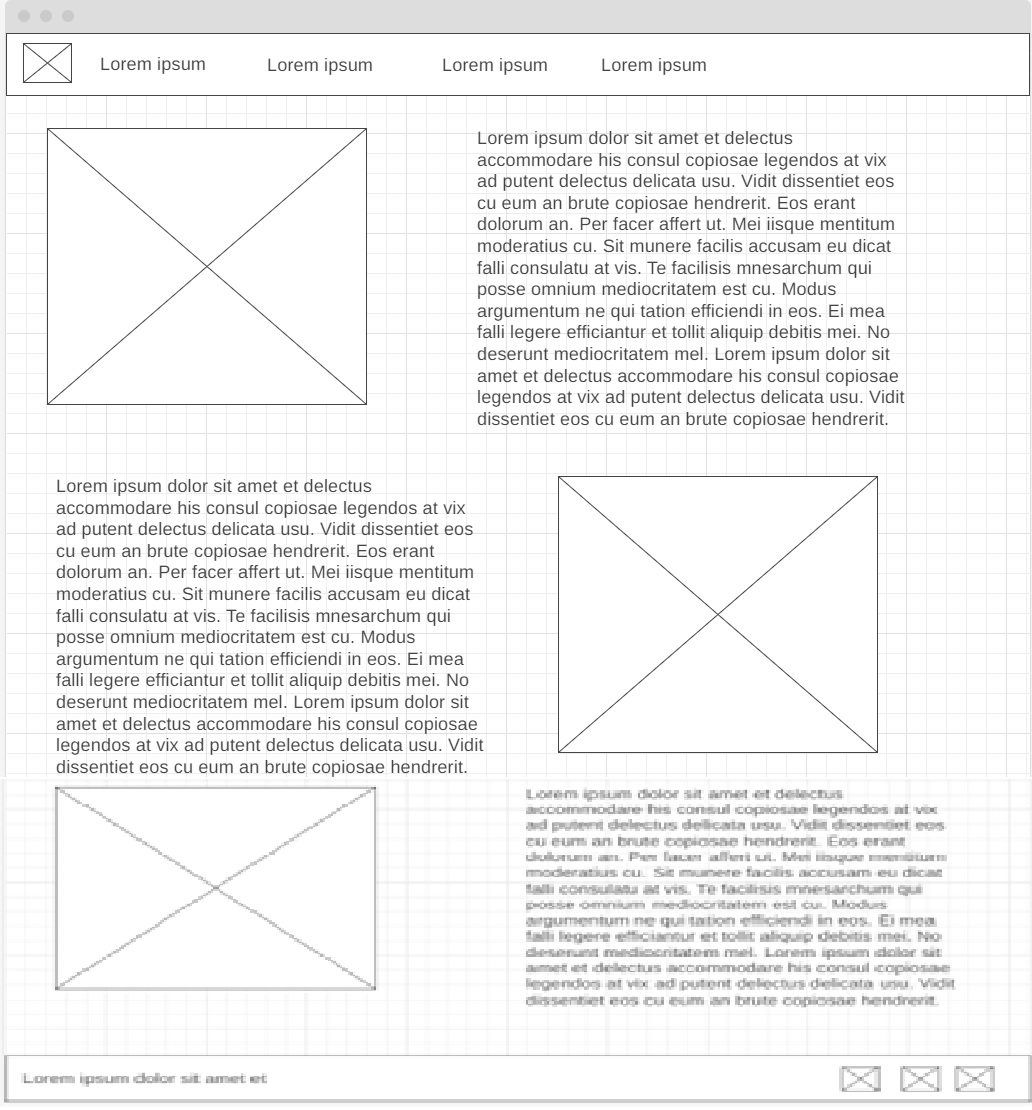 Lorem ipsum Lorem ipsum Lorem ipsum Lorem ipsum
Lorem ipsum dolor sit amet et delectus
accommodare his consul copiosae legendos at vix
ad putent delectus delicata usu. Vidit dissentiet eos
cu eum an brute copiosae hendrerit. Eos erant
dolorum an. Per facer affert ut. Mei iisque mentitum
moderatius cu. Sit munere facilis accusam eu dicat
falli consulatu at vis. Te facilisis mnesarchum qui
posse omnium mediocritatem est cu. Modus
argumentum ne qui tation efficiendi in eos. Ei mea
falli legere efficiantur et tollit aliquip debitis mei. No
deserunt mediocritatem mel. Lorem ipsum dolor sit
amet et delectus accommodare his consul copiosae
legendos at vix ad putent delectus delicata usu. Vidit
dissentiet eos cu eum an brute copiosae hendrerit.
Lorem ipsum dolor sit amet et delectus
accommodare his consul copiosae legendos at vix
ad putent delectus delicata usu. Vidit dissentiet eos
cu eum an brute copiosae hendrerit. Eos erant
dolorum an. Per facer affert ut. Mei iisque mentitum
moderatius cu. Sit munere facilis accusam eu dicat
falli consulatu at vis. Te facilisis mnesarchum qui
posse omnium mediocritatem est cu. Modus
argumentum ne qui tation efficiendi in eos. Ei mea
falli legere efficiantur et tollit aliquip debitis mei. No
deserunt mediocritatem mel. Lorem ipsum dolor sit
amet et delectus accommodare his consul copiosae
legendos at vix ad putent delectus delicata usu. Vidit
dissentiet eos cu eum an brute copiosae hendrerit.
Lorem ipsum dolor sit amet et delectus
accommodare his consul copiosae legendos at vix
ad putent delectus delicata usu. Vidit dissentiet eos
cu eum an brute copiosae hendrerit. Eos erant
dolorum an. Per facer affert ut. Mei iisque mentitum
moderatius cu. Sit munere facilis accusam eu dicat
falli consulatu at vis. Te facilisis mnesarchum qui
posse omnium mediocritatem est cu. Modus
argumentum ne qui tation efficiendi in eos. Ei mea
falli legere efficiantur et tollit aliquip debitis mei. No
deserunt mediocritatem mel. Lorem ipsum dolor sit
amet et delectus accommodare his consul copiosae
legendos at vix ad putent delectus delicata usu. Vidit
dissentiet eos cu eum an brute copiosae hendrerit.
Lorem ipsum dolor sit amet et